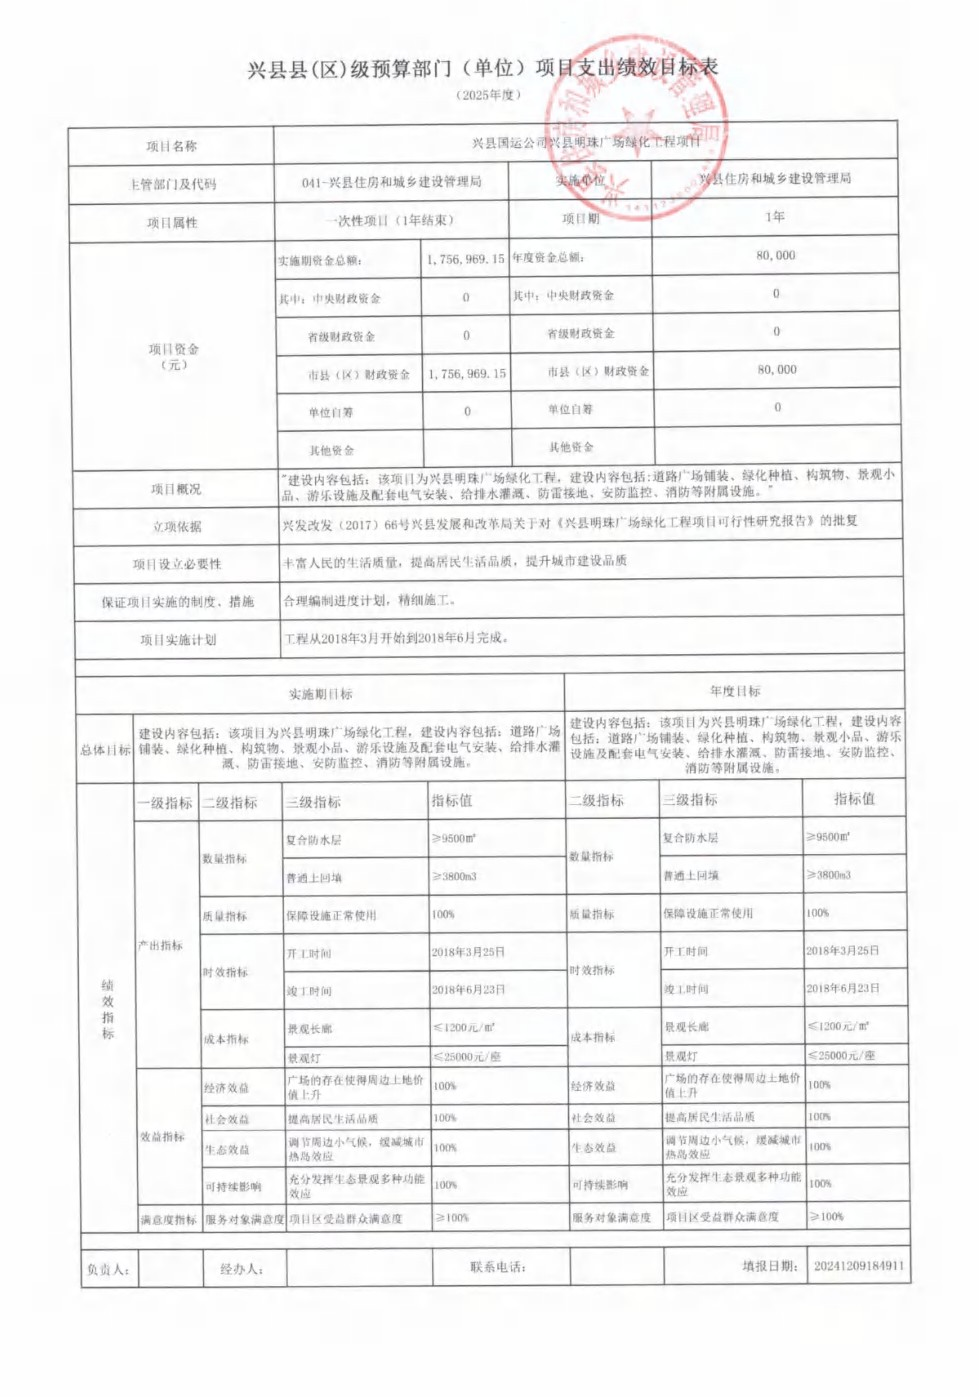 兴县县(区)级预算部门（单位）项目支出绩效目标表
（2025年度）
项目名称 兴县国运公司兴县明珠广场绿化工程项目
主管部门及代码 041-兴县住房和城乡建设管理局 实施单位 兴县住房和城乡建设管理局
项目属性 一次性项目（1年结束） 项目期 1年
项目资金
（元）
实施期资金总额： 1,756,969.15 年度资金总额： 80,000
其中：中央财政资金 0 其中：中央财政资金 0
省级财政资金 0 省级财政资金 0
市县（区）财政资金 1,756,969.15 市县（区）财政资金 80,000
单位自筹 0 单位自筹 0
其他资金 其他资金
项目概况 "建设内容包括：该项目为兴县明珠广场绿化工程，建设内容包括:道路广场铺装、绿化种植、构筑物、景观小
品、游乐设施及配套电气安装、给排水灌溉、防雷接地、安防监控、消防等附属设施。"
立项依据 兴发改发（2017）66号兴县发展和改革局关于对《兴县明珠广场绿化工程项目可行性研究报告》的批复
项目设立必要性 丰富人民的生活质量，提高居民生活品质，提升城市建设品质
保证项目实施的制度、措施 合理编制进度计划，精细施工。
项目实施计划 工程从2018年3月开始到2018年6月完成。
实施期目标 年度目标
总体目标
建设内容包括：该项目为兴县明珠广场绿化工程，建设内容包括：道路广场
铺装、绿化种植、构筑物、景观小品、游乐设施及配套电气安装、给排水灌
溉、防雷接地、安防监控、消防等附属设施。
建设内容包括：该项目为兴县明珠广场绿化工程，建设内容
包括：道路广场铺装、绿化种植、构筑物、景观小品、游乐
设施及配套电气安装、给排水灌溉、防雷接地、安防监控、
消防等附属设施。
绩
效
指
标
一级指标 二级指标 三级指标 指标值 二级指标 三级指标 指标值
产出指标
数量指标 复合防水层 ≥9500㎡ 数量指标 复合防水层 ≥9500㎡
普通土回填 ≥3800m3 普通土回填 ≥3800m3
质量指标 保障设施正常使用 100% 质量指标 保障设施正常使用 100%
时效指标 开工时间 2018年3月25日 时效指标 开工时间 2018年3月25日
竣工时间 2018年6月23日 竣工时间 2018年6月23日
成本指标 景观长廊 ≤1200元/㎡ 成本指标 景观长廊 ≤1200元/㎡
景观灯 ≤25000元/座 景观灯 ≤25000元/座
效益指标
经济效益 广场的存在使得周边土地价
值上升 100% 经济效益 广场的存在使得周边土地价
值上升 100%
社会效益 提高居民生活品质 100% 社会效益 提高居民生活品质 100%
生态效益 调节周边小气候，缓减城市
热岛效应 100% 生态效益 调节周边小气候，缓减城市
热岛效应 100%
可持续影响 充分发挥生态景观多种功能
效应 100% 可持续影响 充分发挥生态景观多种功能
效应 100%
满意度指标 服务对象满意度 项目区受益群众满意度 ≥100% 服务对象满意度 项目区受益群众满意度 ≥100%
负责人： 经办人： 联系电话： 填报日期： 20241209184911